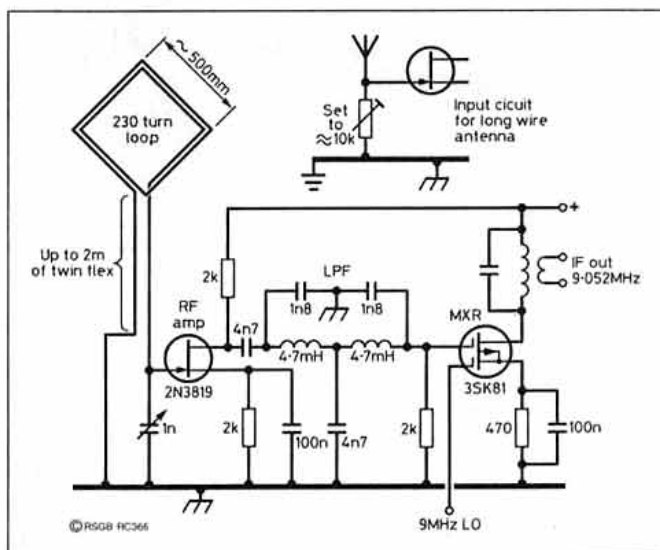 ~ 500mm
230 turn
loop
Up to 2m
of twin flex
Set
to
≈10k
Input cicuit
for long wire
antenna
+
2k
LPF
1n8
1n8
IF out
9·052MHz
RF
amp
4n7
4·7mH
4·7mH
MXR
2N3819
3SK81
1n
2k
100n
4n7
2k
470
100n
9MHz LO
© RSGB RC366